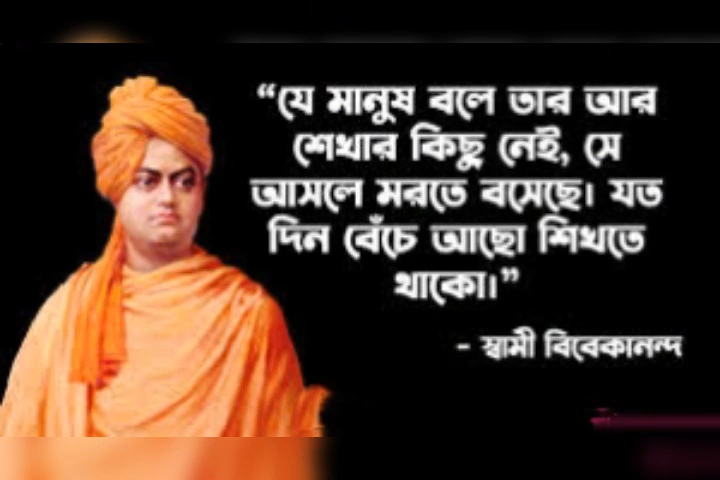 “যে মানুষ বলে তার আর
শেখার কিছু নেই, সে
আসলে মরতে বসেছে। যত
দিন বেঁচে আছো শিখতে
থাকো।”
- স্বামী বিবেকানন্দ